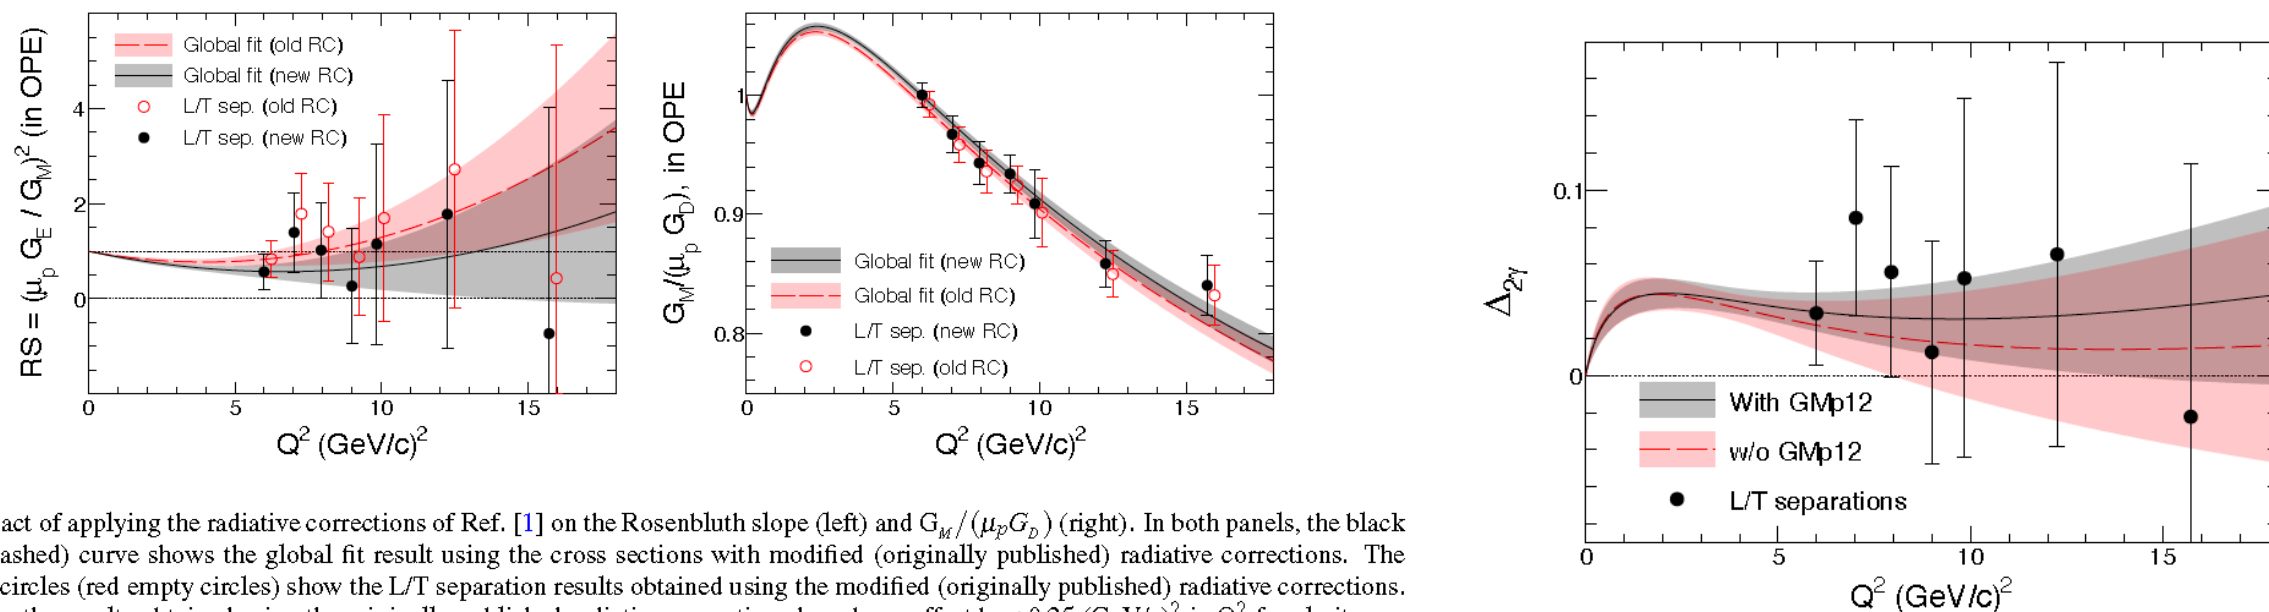 RS = (μp GE / GM)² (in OPE)
4
2
0
Global fit (old RC)
Global fit (new RC)
L/T sep. (old RC)
L/T sep. (new RC)
0 5 10 15
Q² (GeV/c)²
GM/(μp GD), in OPE
1
0.9
0.8
Global fit (new RC)
Global fit (old RC)
L/T sep. (new RC)
L/T sep. (old RC)
0 5 10 15
Q² (GeV/c)²
Δ2γ
0.1
0
With GMp12
w/o GMp12
L/T separations
0 5 10 15
Q² (GeV/c)²
act of applying the radiative corrections of Ref. [1] on the Rosenbluth slope (left) and GM/(μpGD) (right). In both panels, the black
ashed) curve shows the global fit result using the cross sections with modified (originally published) radiative corrections. The
circles (red empty circles) show the L/T separation results obtained using the modified (originally published) radiative corrections.